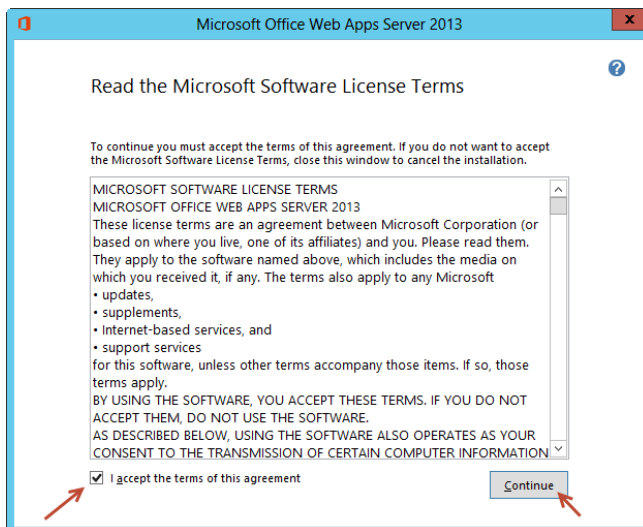 Microsoft Office Web Apps Server 2013
x
?
Read the Microsoft Software License Terms
To continue you must accept the terms of this agreement. If you do not want to accept
the Microsoft Software License Terms, close this window to cancel the installation.
MICROSOFT SOFTWARE LICENSE TERMS
MICROSOFT OFFICE WEB APPS SERVER 2013
These license terms are an agreement between Microsoft Corporation (or
based on where you live, one of its affiliates) and you. Please read them.
They apply to the software named above, which includes the media on
which you received it, if any. The terms also apply to any Microsoft
• updates,
• supplements,
• Internet-based services, and
• support services
for this software, unless other terms accompany those items. If so, those
terms apply.
BY USING THE SOFTWARE, YOU ACCEPT THESE TERMS. IF YOU DO NOT
ACCEPT THEM, DO NOT USE THE SOFTWARE.
AS DESCRIBED BELOW, USING THE SOFTWARE ALSO OPERATES AS YOUR
CONSENT TO THE TRANSMISSION OF CERTAIN COMPUTER INFORMATION
I accept the terms of this agreement
Continue